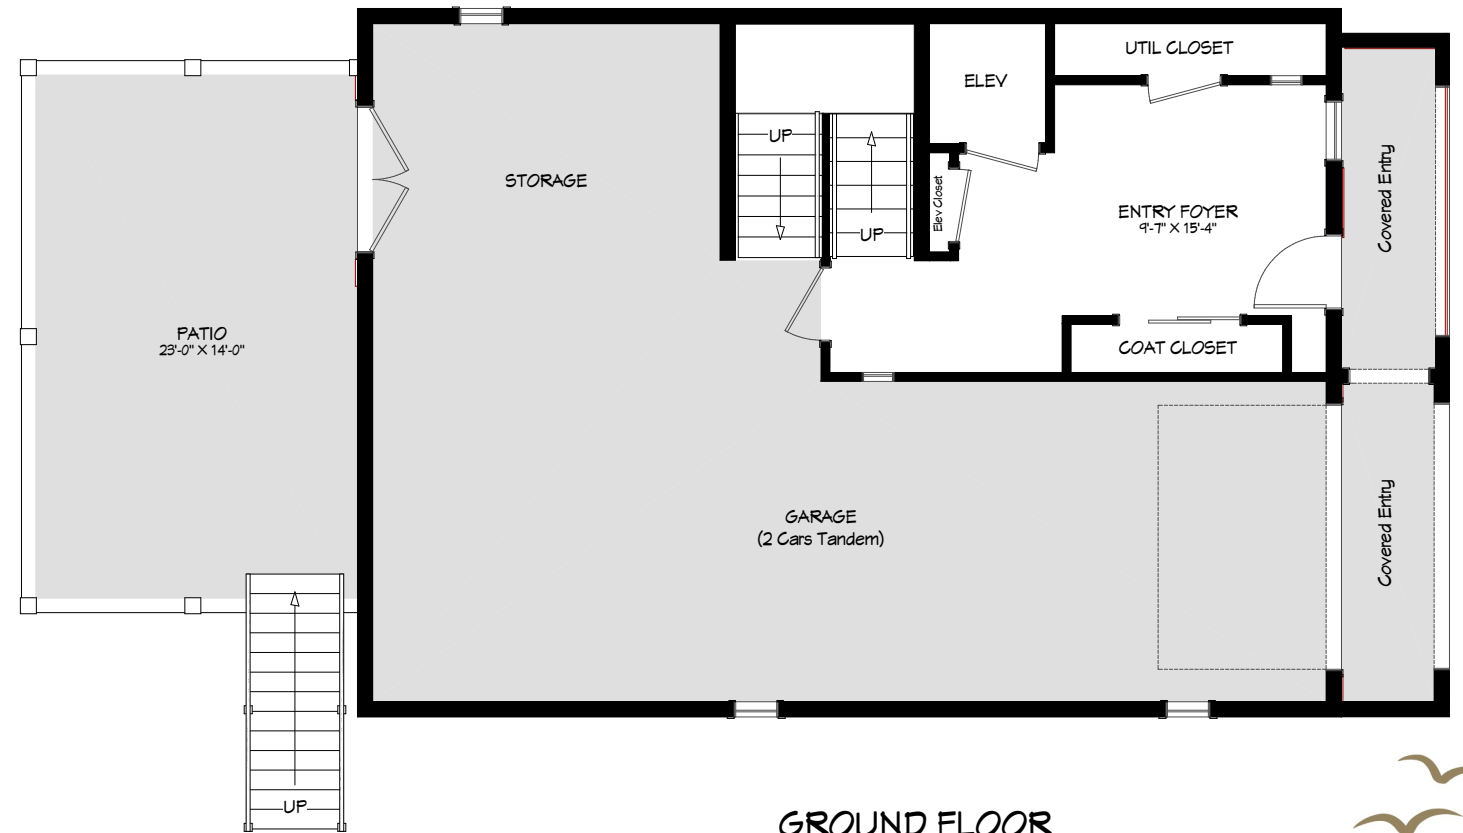 UTIL CLOSET
ELEV
UP
UP
STORAGE
Elev Closet
Covered Entry
ENTRY FOYER
9'-7" X 15'-4"
PATIO
23'-0" X 14'-0"
COAT CLOSET
GARAGE
(2 Cars Tandem)
Covered Entry
UP
GROUND FLOOR